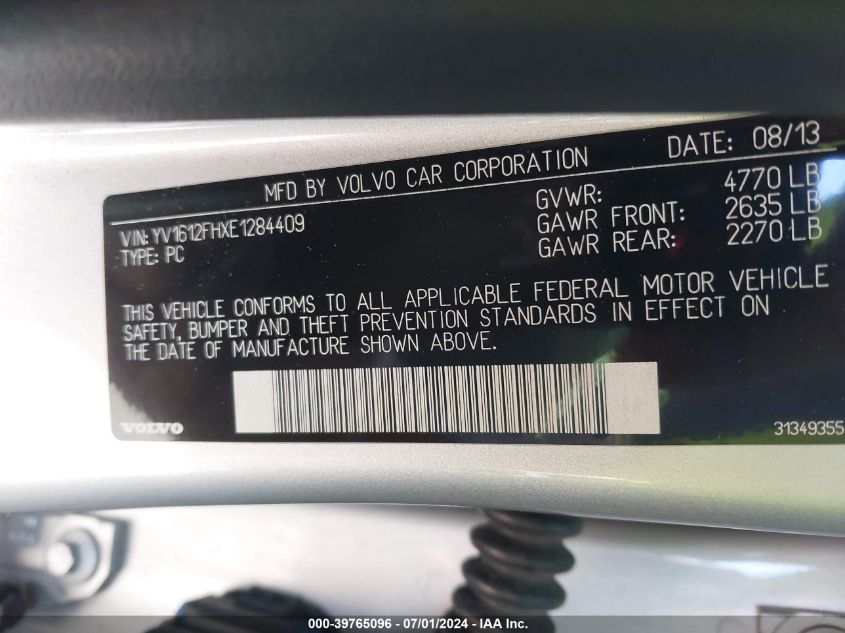 MFD BY VOLVO CAR CORPORATION DATE: 08/13
VIN: YV1612FHXE1284409
TYPE: PC
GVWR: 4770 LB
GAWR FRONT: 2635 LB
GAWR REAR: 2270 LB
THIS VEHICLE CONFORMS TO ALL APPLICABLE FEDERAL MOTOR VEHICLE
SAFETY, BUMPER AND THEFT PREVENTION STANDARDS IN EFFECT ON
THE DATE OF MANUFACTURE SHOWN ABOVE.
VOLVO 31349355
000-39765096 - 07/01/2024 - IAA Inc.